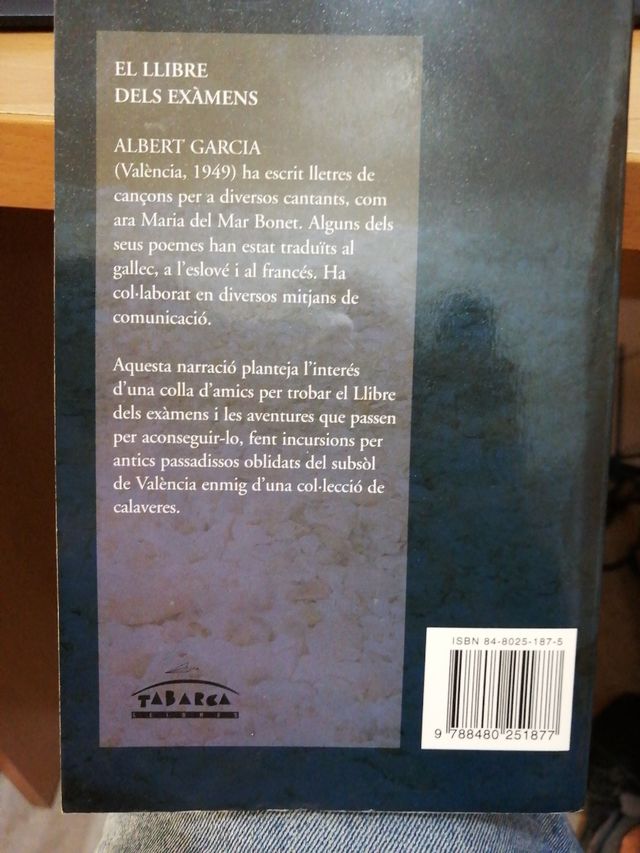 EL LLIBRE
DELS EXÀMENS
ALBERT GARCIA
(València, 1949) ha escrit lletres de
cançons per a diversos cantants, com
ara Maria del Mar Bonet. Alguns dels
seus poemes han estat traduïts al
gallec, a l'eslové i al francés. Ha
col·laborat en diversos mitjans de
comunicació.
Aquesta narració planteja l'interés
d'una colla d'amics per trobar el Llibre
dels exàmens i les aventures que passen
per aconseguir-lo, fent incursions per
antics passadissos oblidats del subsòl
de València enmig d'una col·lecció de
calaveres.
TABARCA
LLIBRES
ISBN 84-8025-187-5
9 788480 251877